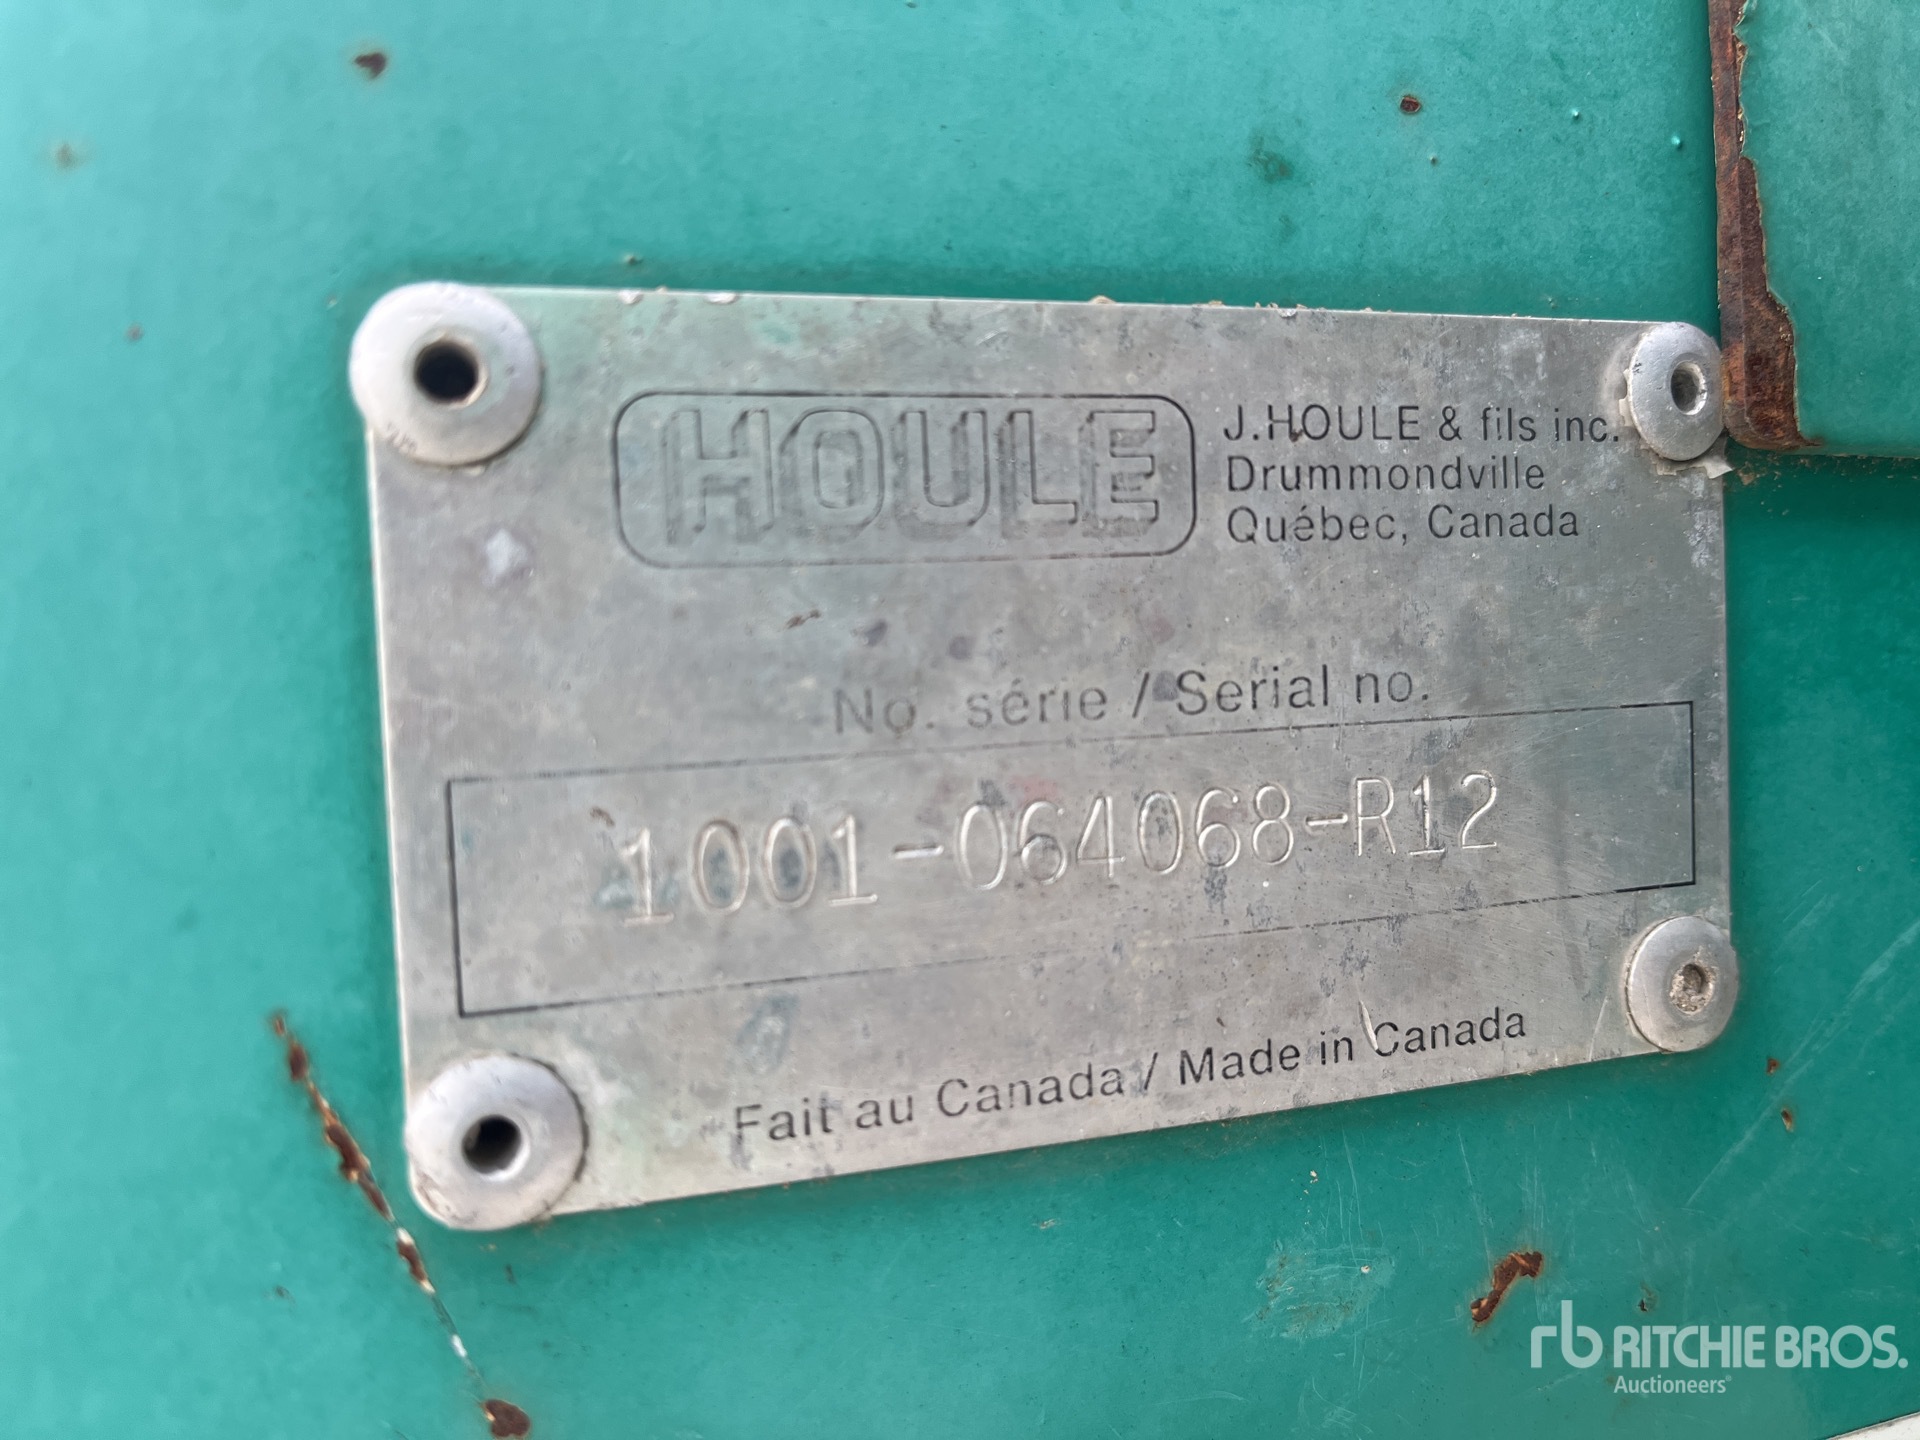 HOULE
J.HOULE & fils inc.
Drummondville
Québec, Canada
No. série / Serial no.
1001-064068-R12
Fait au Canada / Made in Canada
rb RITCHIE BROS.
Auctioneers